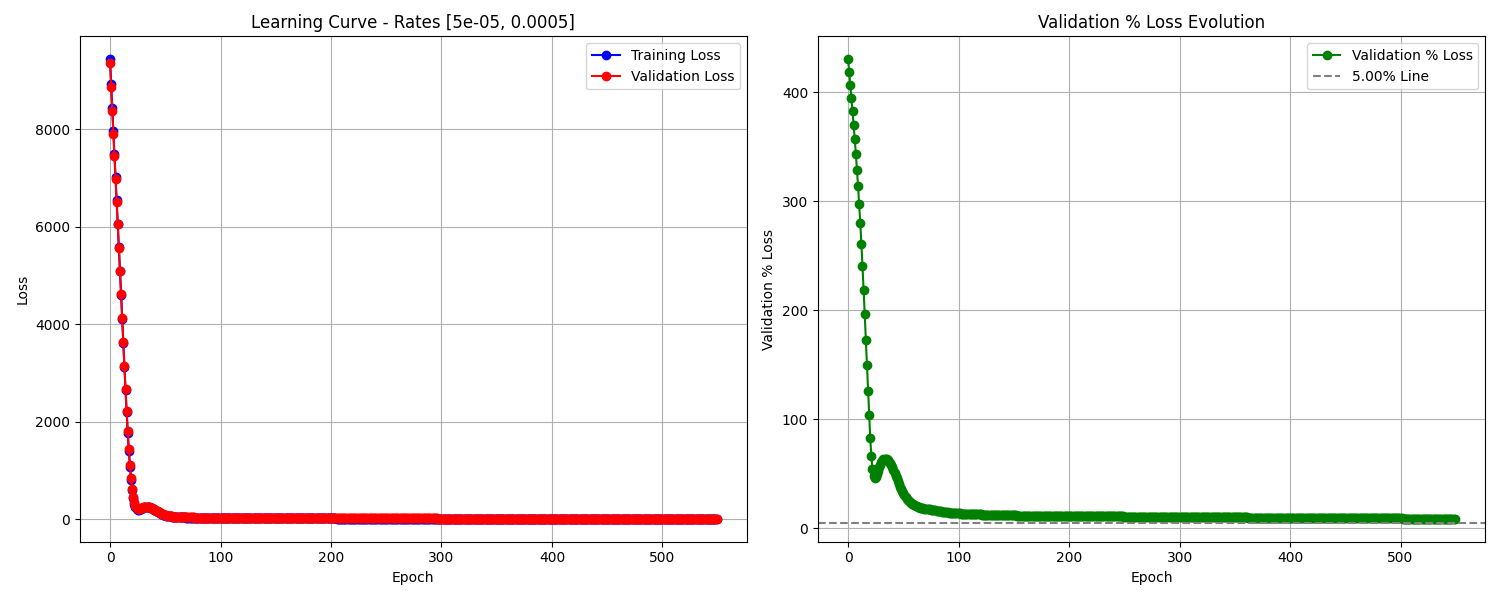 Learning Curve - Rates [5e-05, 0.0005]
Training Loss
Validation Loss
Loss
8000
6000
4000
2000
0
0 100 200 300 400 500
Epoch
Validation % Loss Evolution
Validation % Loss
5.00% Line
Validation % Loss
400
300
200
100
0
0 100 200 300 400 500
Epoch